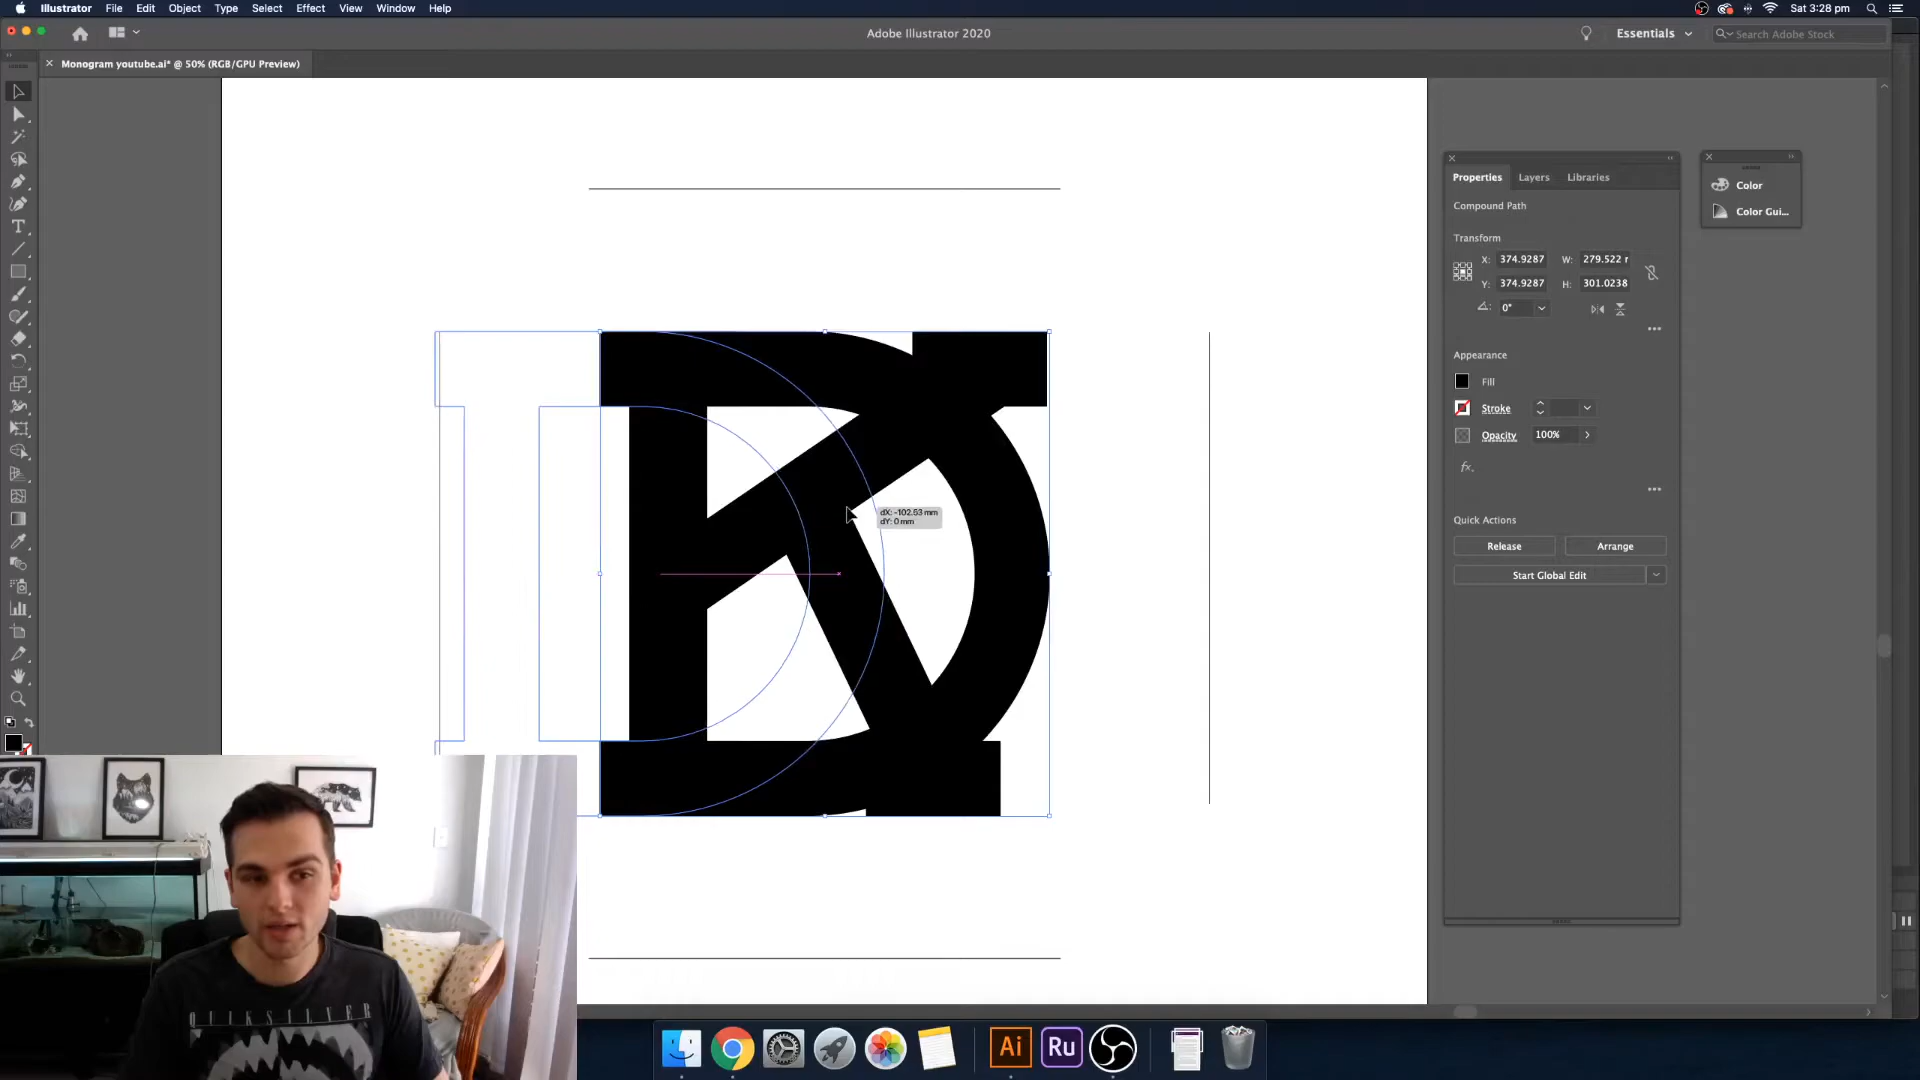 Illustrator File Edit Object Type Select Effect View Window Help
Sat 3:28 pm
Adobe Illustrator 2020
Essentials
Search Adobe Stock
Monogram youtube.ai* @ 50% (RGB/GPU Preview)
Properties Layers Libraries
Compound Path
Transform
X: 374.9287 W: 279.522 r
Y: 374.9287 H: 301.0238
0°
Appearance
Fill
Stroke
Opacity 100%
fx.
Quick Actions
Release Arrange
Start Global Edit
Color
Color Gui...
dX: -102.53 mm
dY: 0 mm
DK
QUIKSILVER
Ai Ru